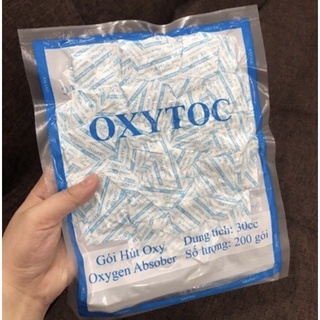 OXYTOC
Gói Hút Oxy
Oxygen Absober
Dung tích: 30cc
Số lượng: 200 gói